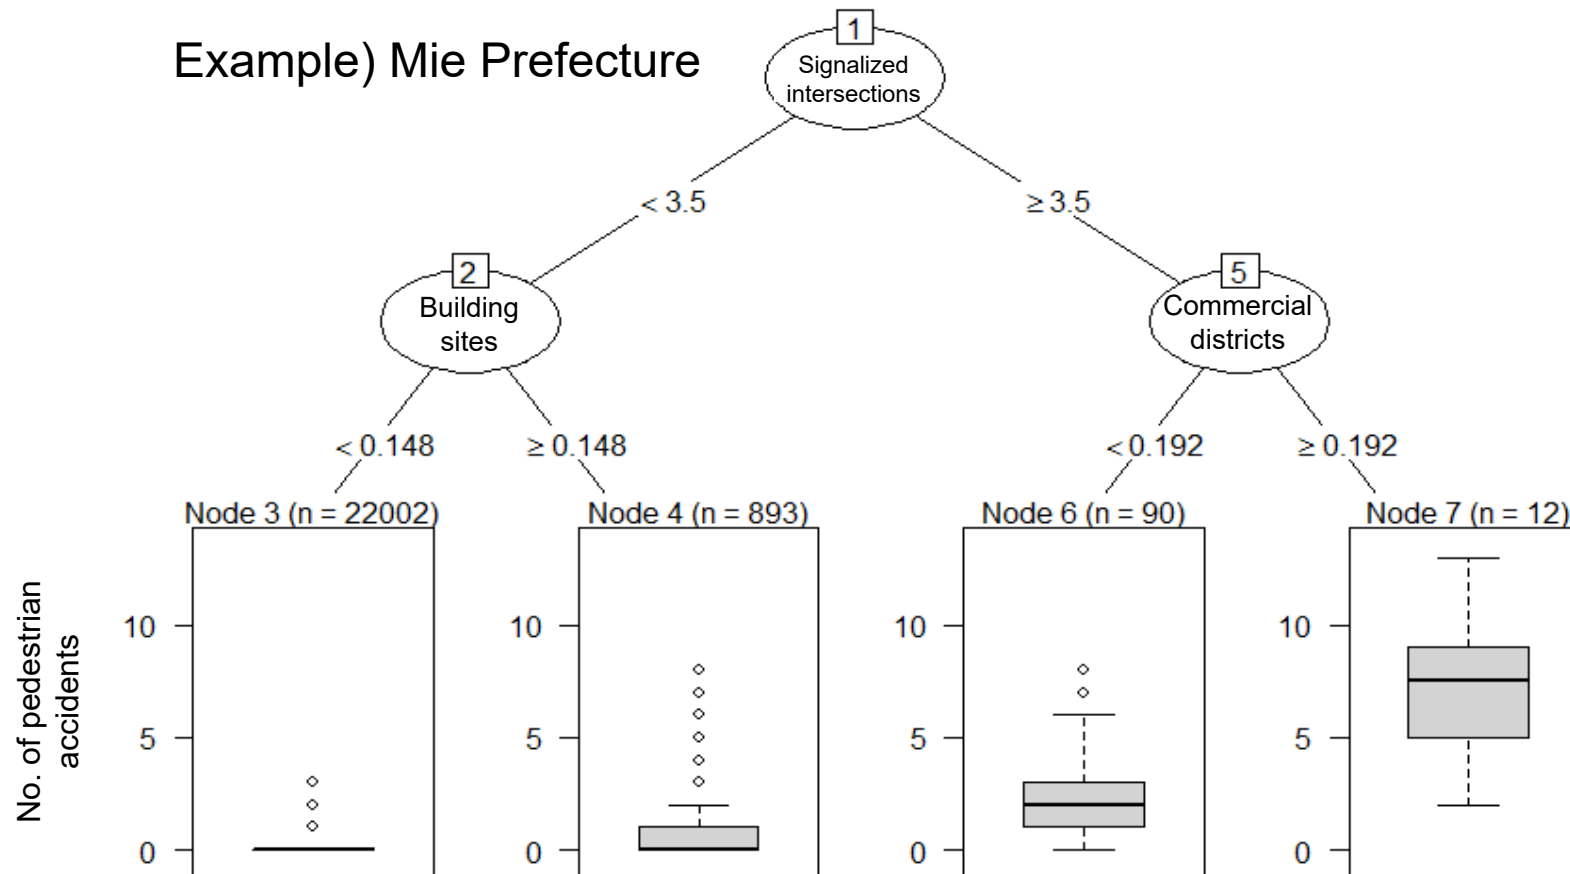 Example) Mie Prefecture
1
Signalized
intersections
< 3.5
≥ 3.5
2
Building
sites
5
Commercial
districts
< 0.148
≥ 0.148
< 0.192
≥ 0.192
Node 3 (n = 22002)
Node 4 (n = 893)
Node 6 (n = 90)
Node 7 (n = 12)
No. of pedestrian
accidents
10
5
0
10
5
0
10
5
0
10
5
0